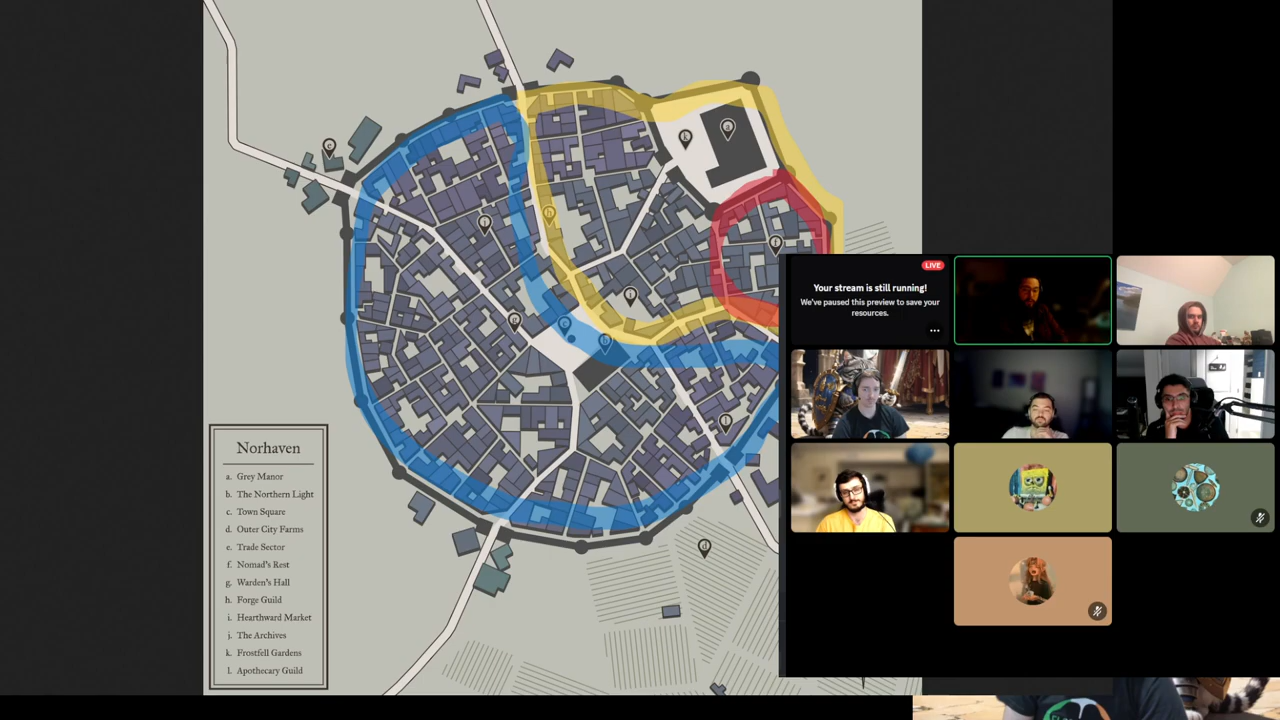 LIVE
Your stream is still running!
We've paused this preview to save your
resources.
Norhaven
a. Grey Manor
b. The Northern Light
c. Town Square
d. Outer City Farms
e. Trade Sector
f. Nomad's Rest
g. Warden's Hall
h. Forge Guild
i. Hearthward Market
j. The Archives
k. Frostfell Gardens
l. Apothecary Guild